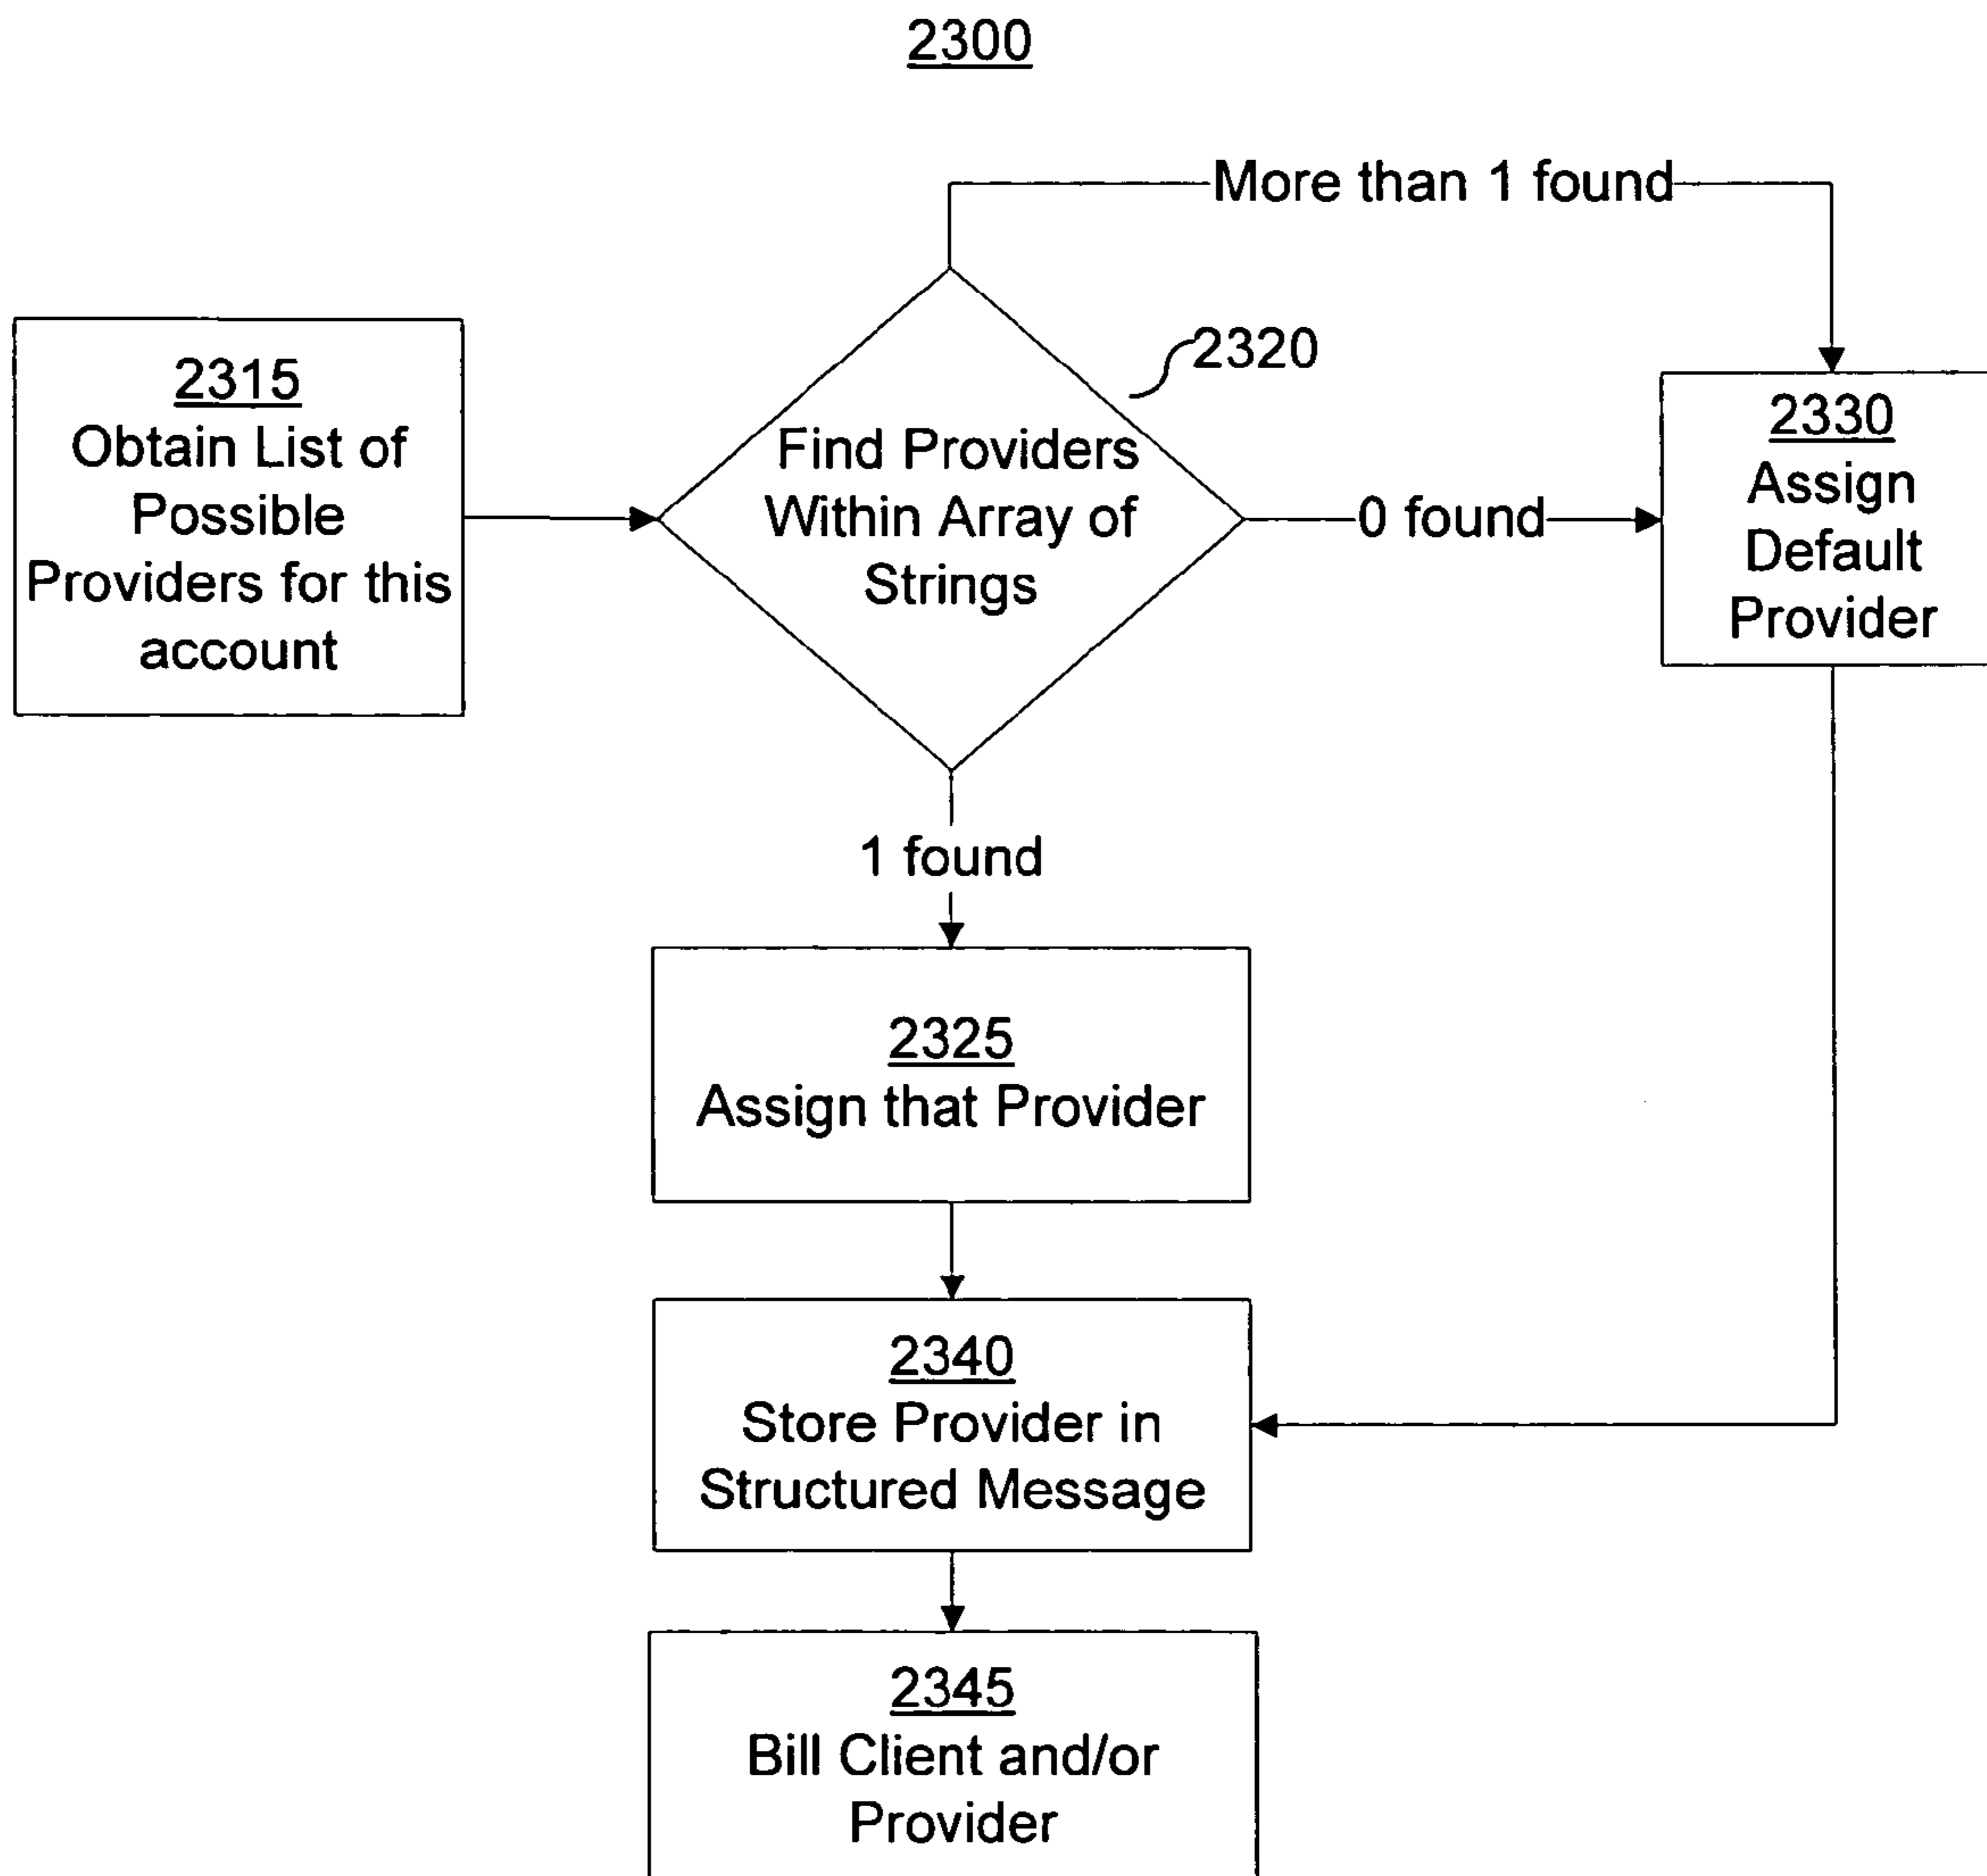 2300
More than 1 found
2315
Obtain List of
Possible
Providers for this
account
2320
Find Providers
Within Array of
Strings
0 found
2330
Assign
Default
Provider
1 found
2325
Assign that Provider
2340
Store Provider in
Structured Message
2345
Bill Client and/or
Provider